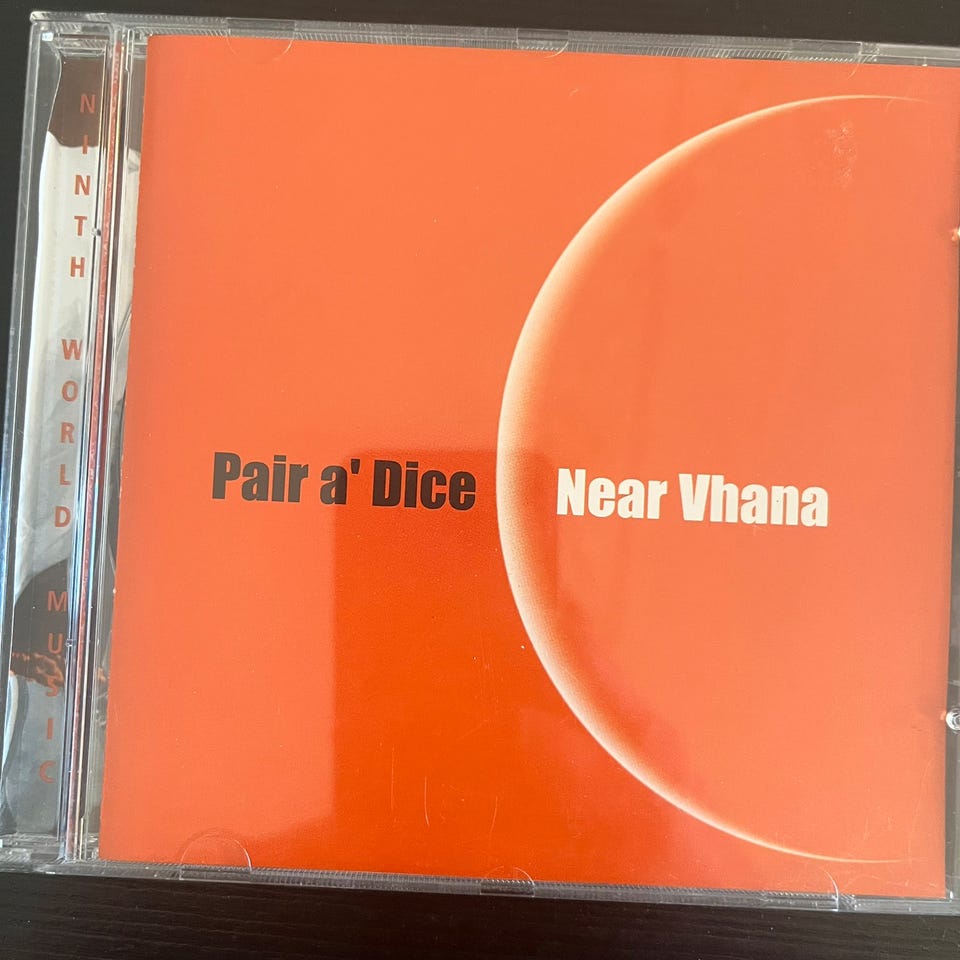 NINTH WORLD MUSIC
Pair a' Dice
Near Vhana